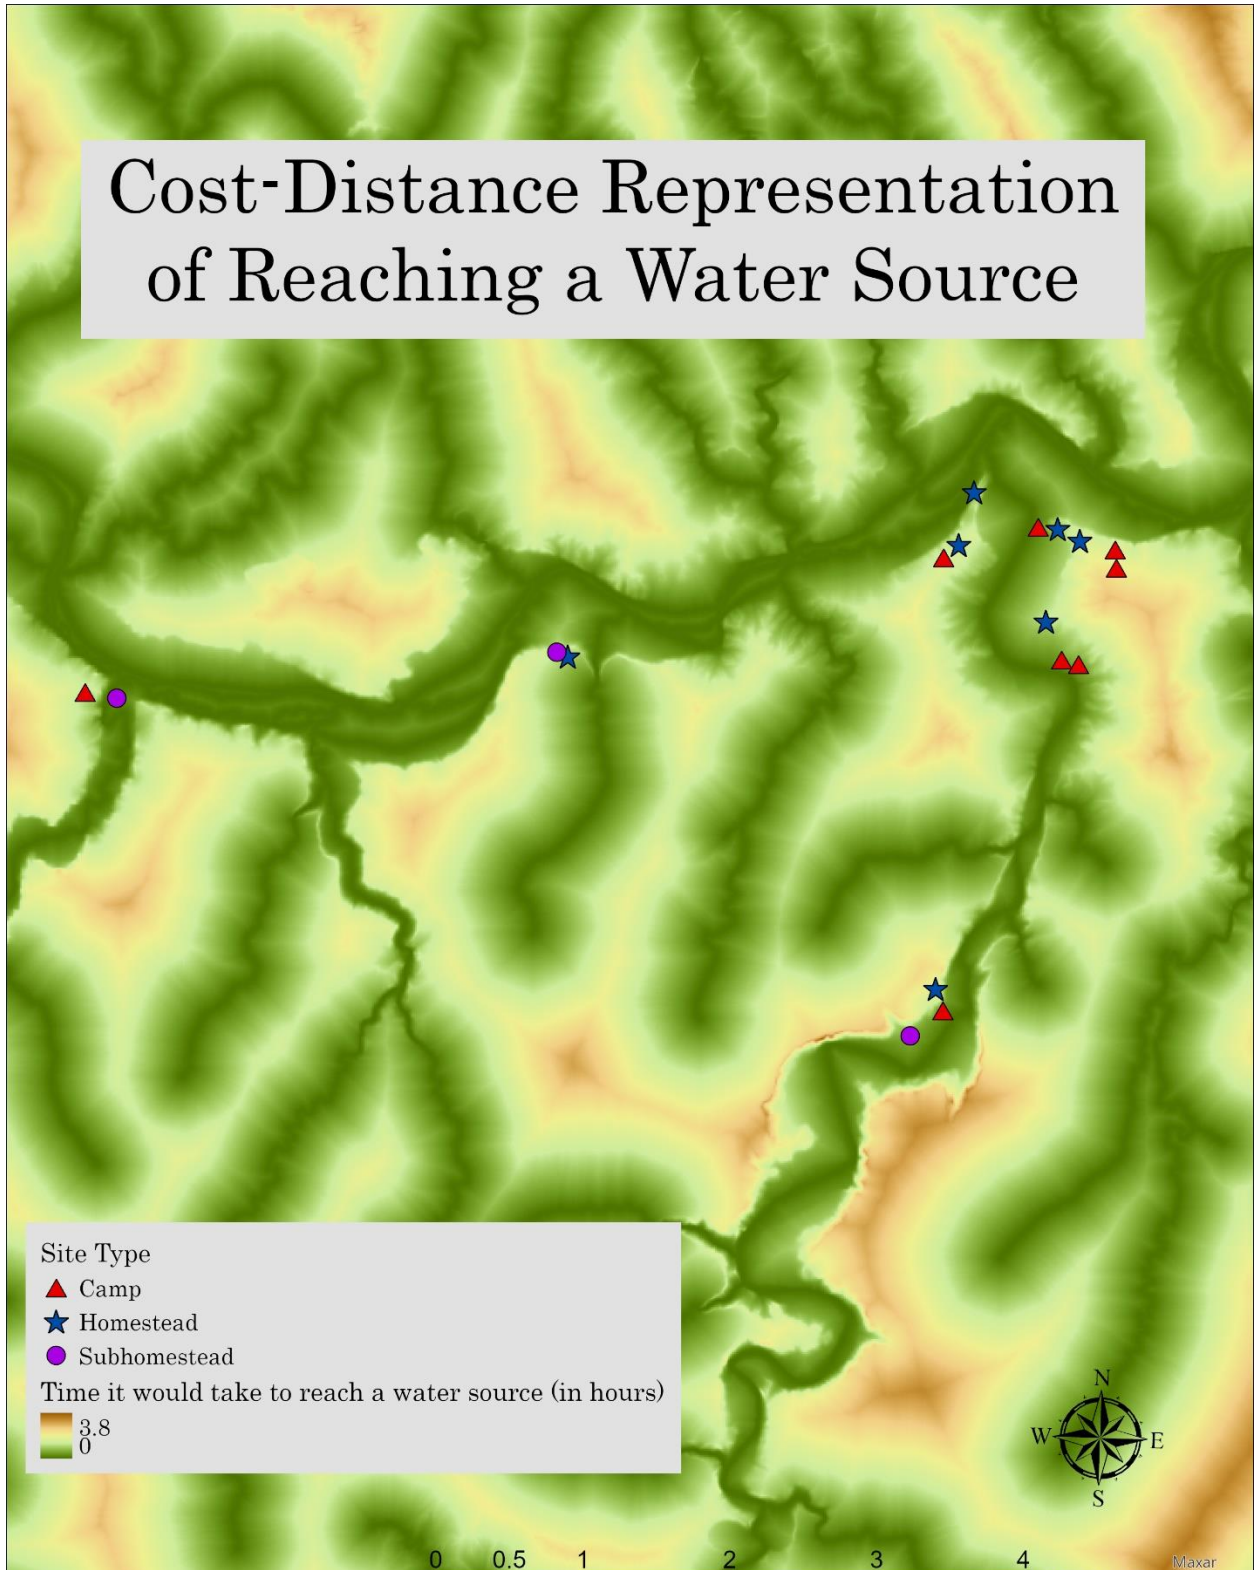 Cost-Distance Representation
of Reaching a Water Source
Site Type
Camp
Homestead
Subhomestead
Time it would take to reach a water source (in hours)
3.8
0
N
W E
S
0 0.5 1 2 3 4
Maxar